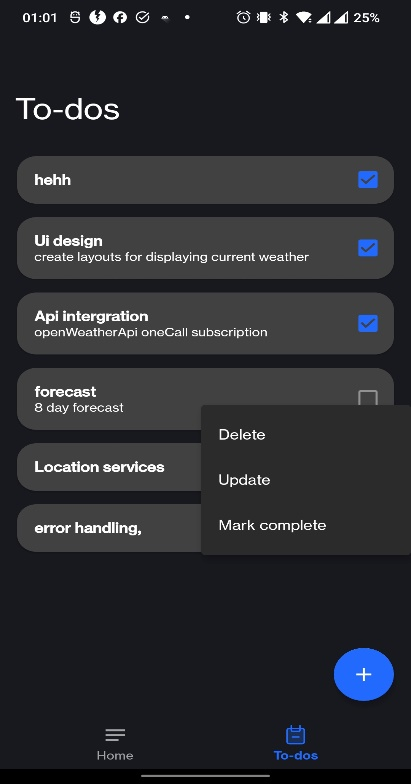 01:01
25%
To-dos
hehh
Ui design
create layouts for displaying current weather
Api intergration
openWeatherApi oneCall subscription
forecast
8 day forecast
Delete
Location services
Update
error handling,
Mark complete
Home
To-dos